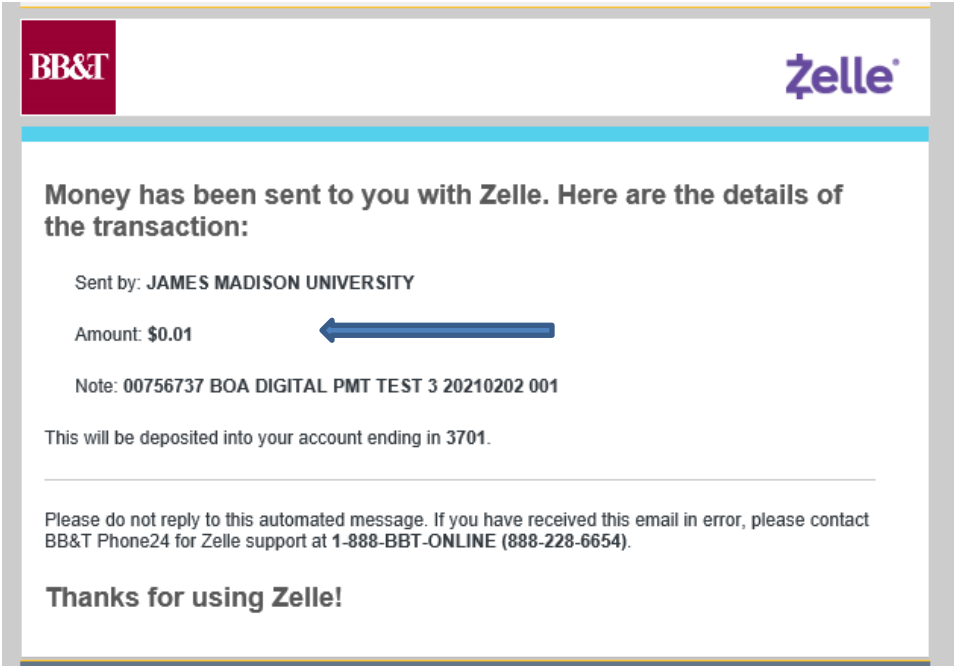 BB&T
Zelle®
Money has been sent to you with Zelle. Here are the details of
the transaction:
Sent by: JAMES MADISON UNIVERSITY
Amount: $0.01
Note: 00756737 BOA DIGITAL PMT TEST 3 20210202 001
This will be deposited into your account ending in 3701.
Please do not reply to this automated message. If you have received this email in error, please contact
BB&T Phone24 for Zelle support at 1-888-BBT-ONLINE (888-228-6654).
Thanks for using Zelle!